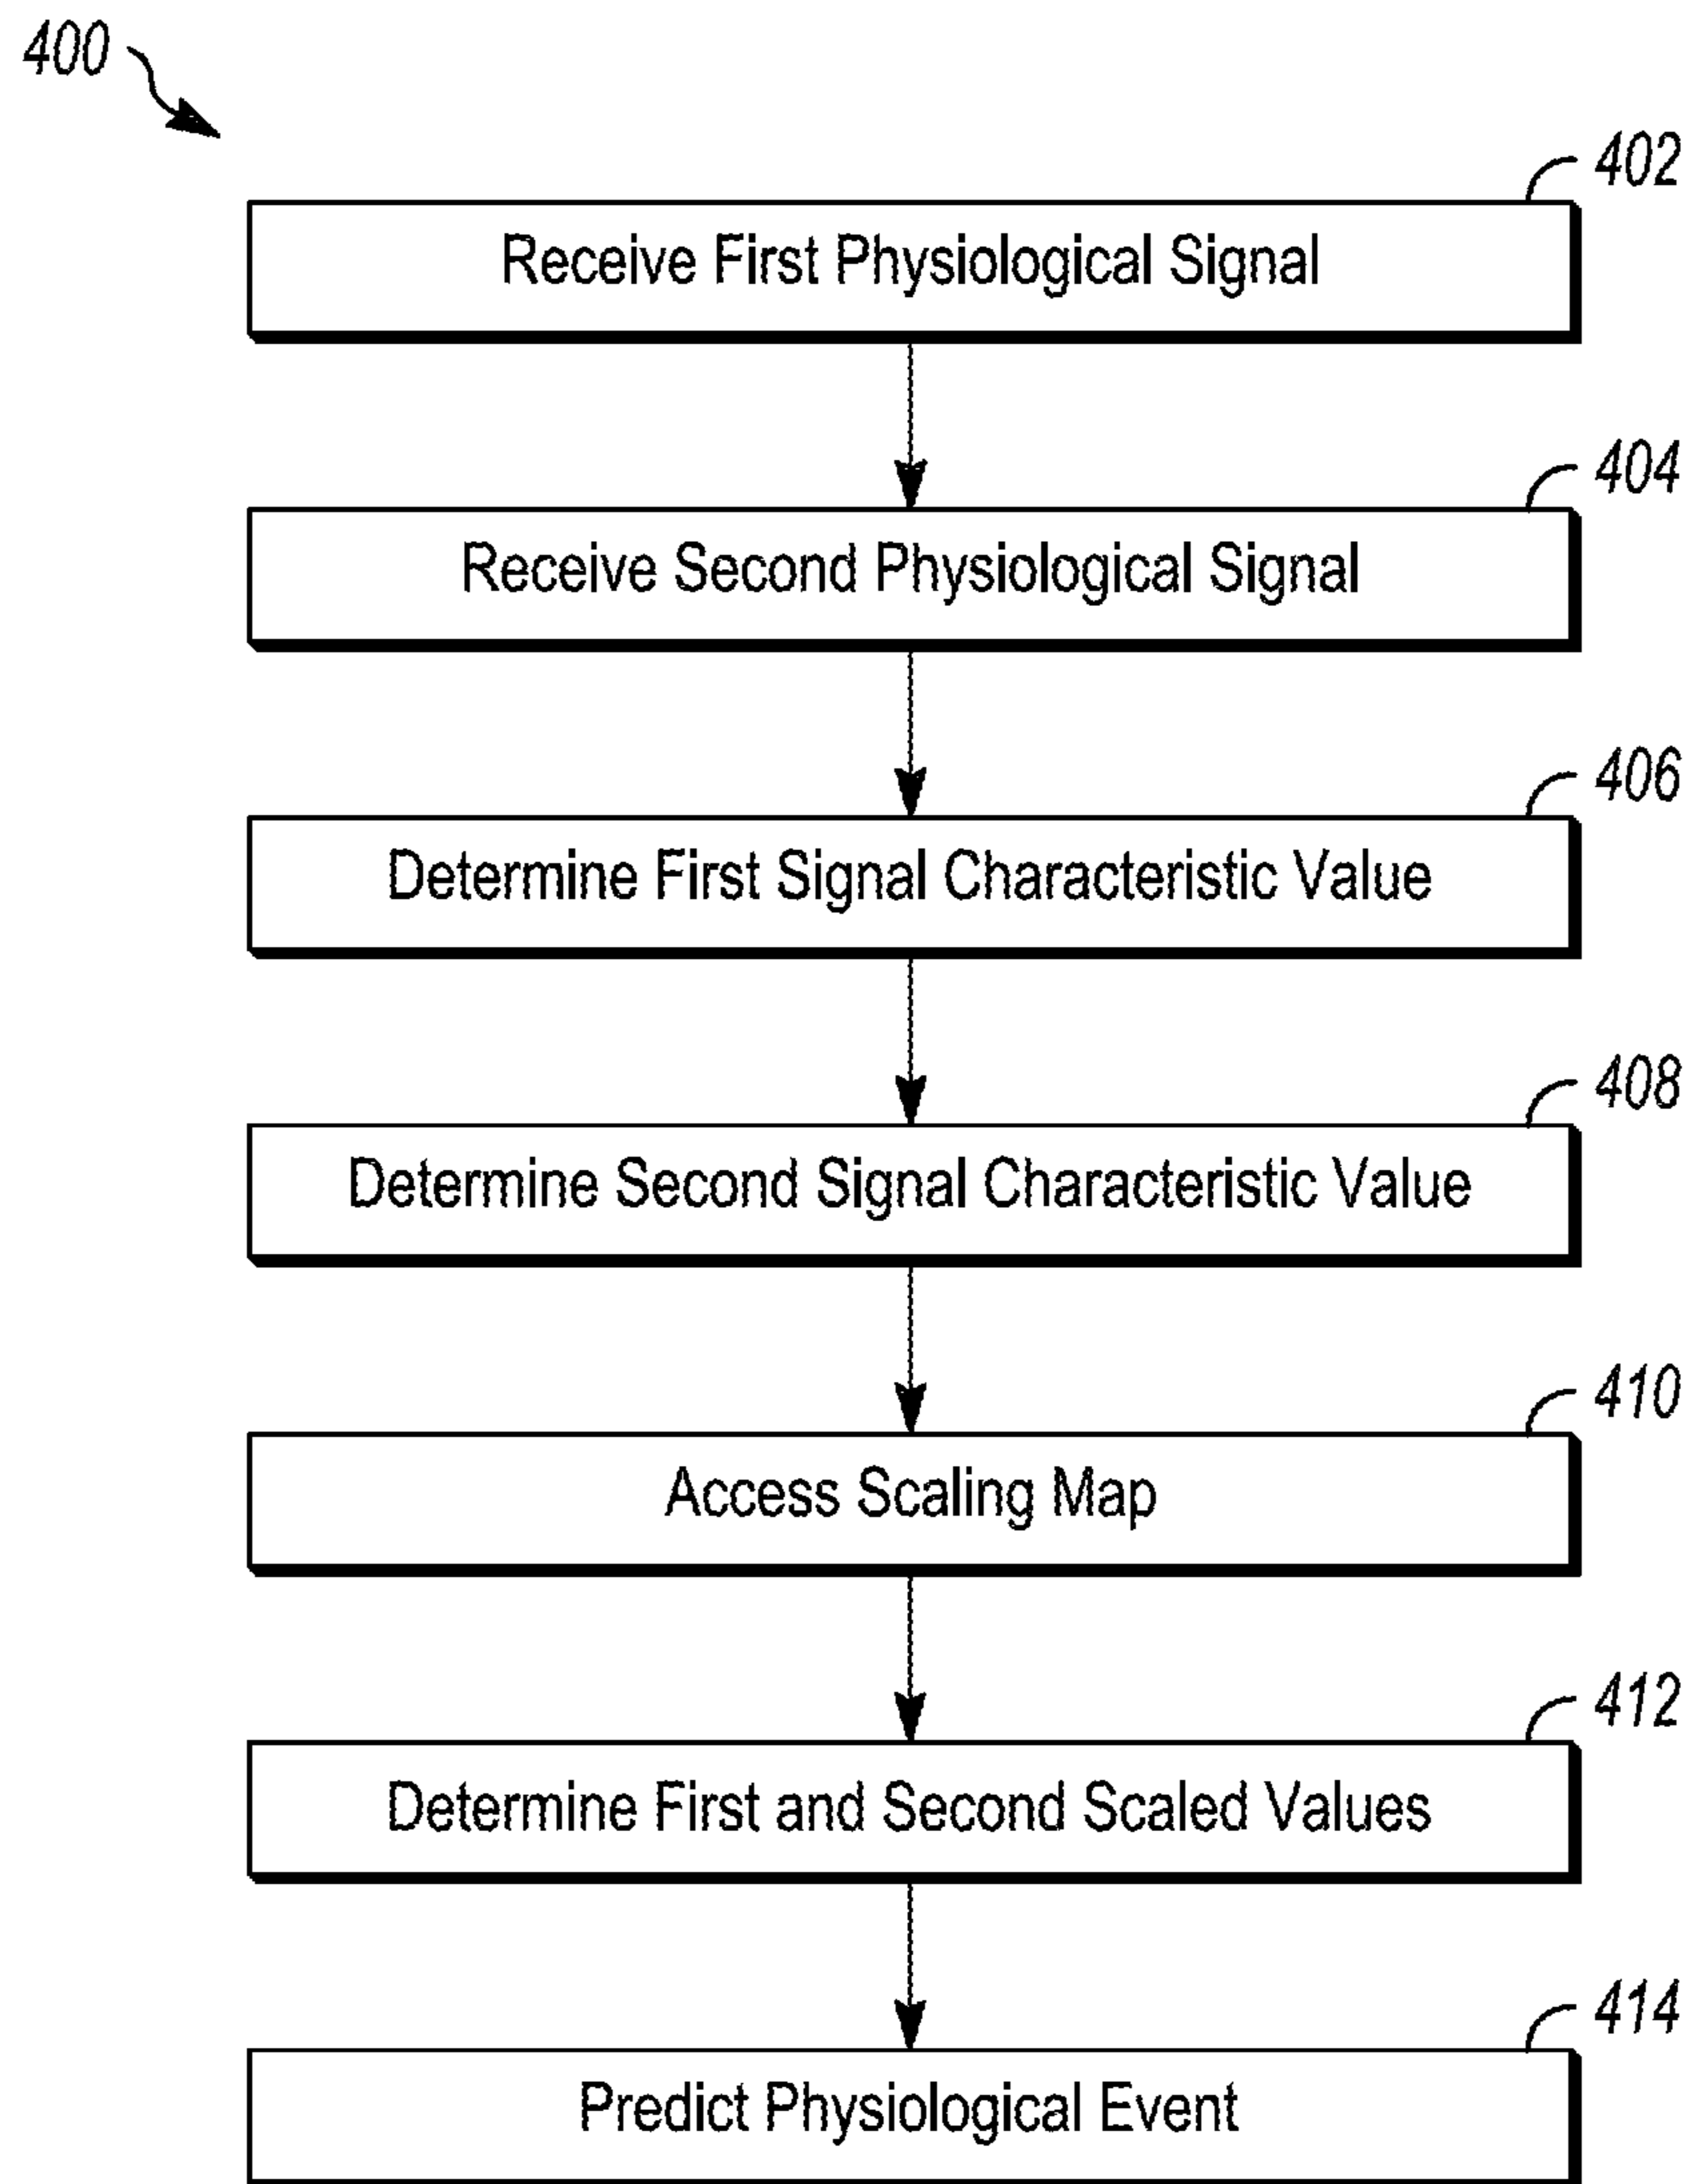 400
402
Receive First Physiological Signal
404
Receive Second Physiological Signal
406
Determine First Signal Characteristic Value
408
Determine Second Signal Characteristic Value
410
Access Scaling Map
412
Determine First and Second Scaled Values
414
Predict Physiological Event